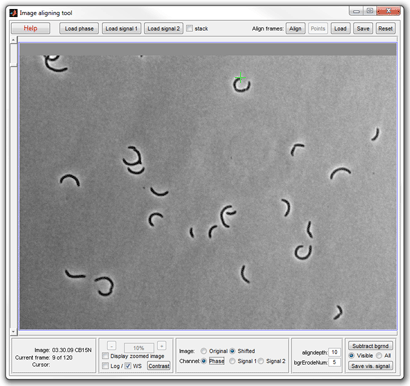 Image aligning tool
Help Load phase Load signal 1 Load signal 2 stack Align frames: Align Points Load Save Reset
Image: 03.30.09 CB15N
Current frame: 9 of 120
Cursor:
- 10% +
Display zoomed image
Log / WS Contrast
Image: Original Shifted
Channel: Phase Signal 1 Signal 2
aligndepth: 10
bgrErodeNum: 5
Subtract bgrnd
Visible All
Save vis. signal